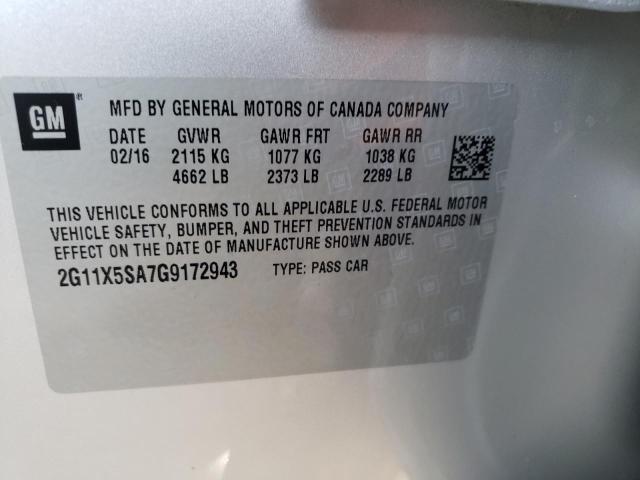 GM
®
MFD BY GENERAL MOTORS OF CANADA COMPANY
DATE GVWR GAWR FRT GAWR RR
02/16 2115 KG 1077 KG 1038 KG
4662 LB 2373 LB 2289 LB
THIS VEHICLE CONFORMS TO ALL APPLICABLE U.S. FEDERAL MOTOR
VEHICLE SAFETY, BUMPER, AND THEFT PREVENTION STANDARDS IN
EFFECT ON THE DATE OF MANUFACTURE SHOWN ABOVE.
2G11X5SA7G9172943 TYPE: PASS CAR